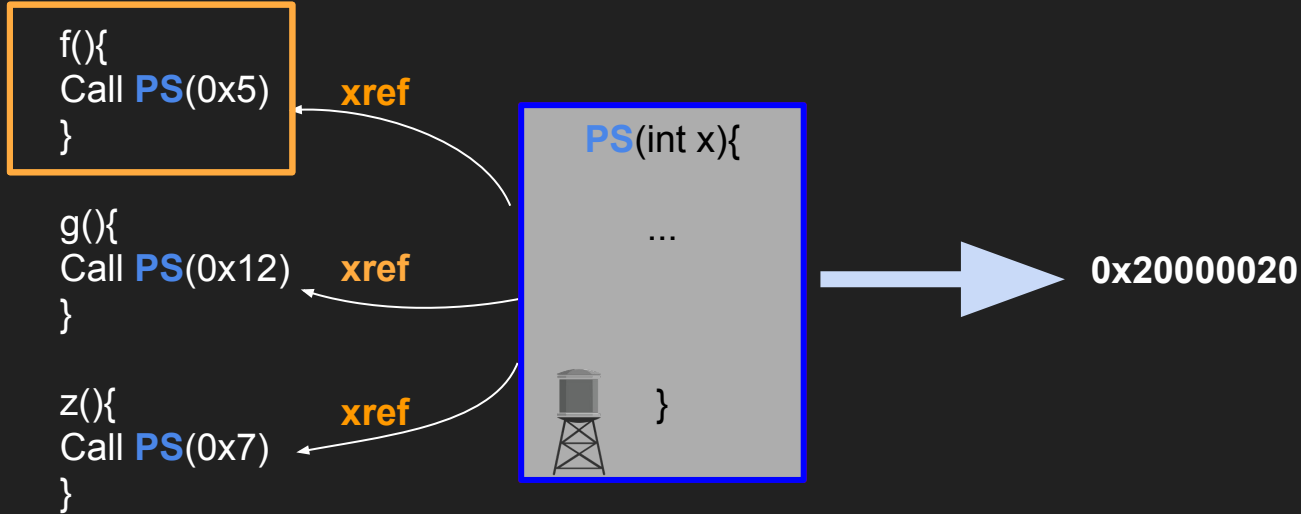 f(){
Call PS(0x5)
}
xref
g(){
Call PS(0x12)
}
xref
z(){
Call PS(0x7)
}
xref
PS(int x){
...
}
0x20000020